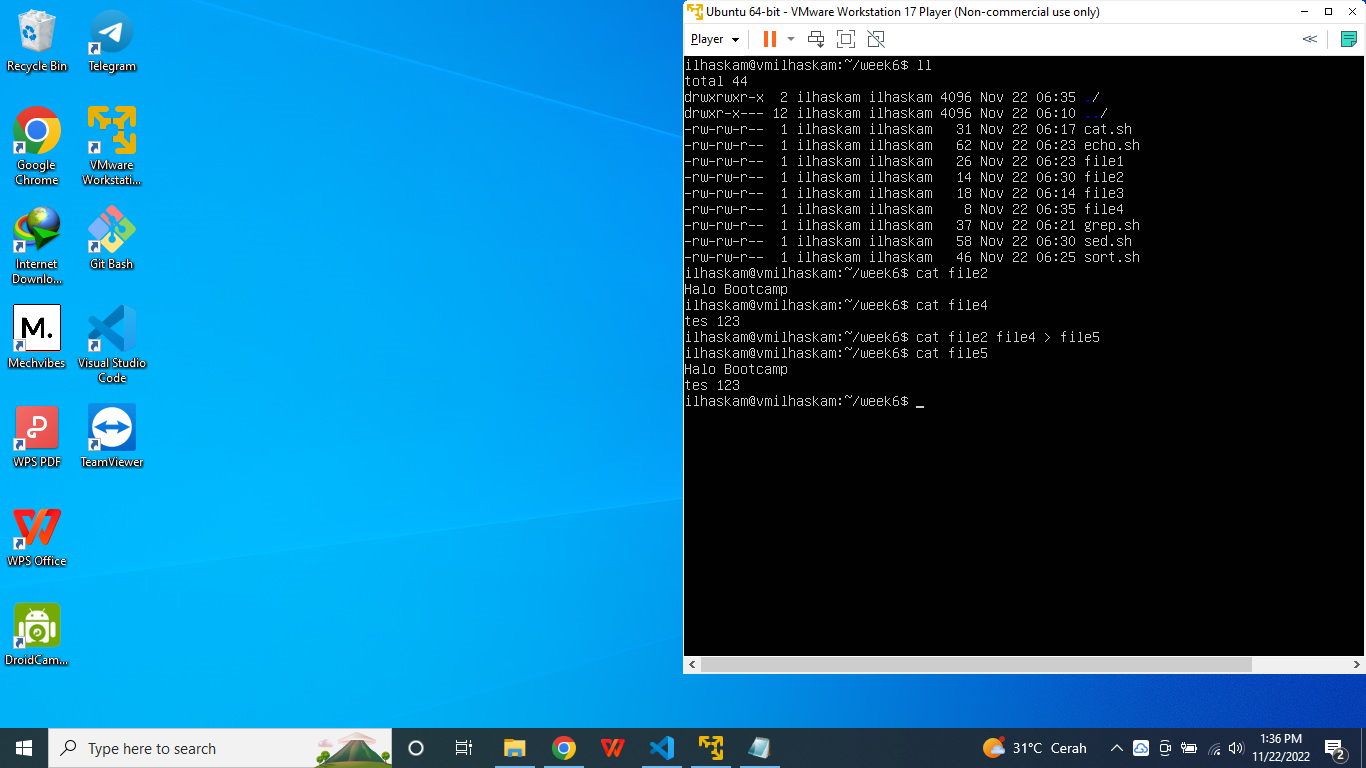 Recycle Bin
Telegram
Google Chrome
VMware Workstati...
Internet Downlo...
Git Bash
M.
Mechvibes
Visual Studio Code
WPS PDF
TeamViewer
WPS Office
DroidCam...
Ubuntu 64-bit - VMware Workstation 17 Player (Non-commercial use only)
Player
ilhaskam@vmilhaskam:~/week6$ ll
total 44
drwxrwxr-x  2 ilhaskam ilhaskam 4096 Nov 22 06:35 ./
drwxr-x--- 12 ilhaskam ilhaskam 4096 Nov 22 06:10 ../
-rw-rw-r--  1 ilhaskam ilhaskam   31 Nov 22 06:17 cat.sh
-rw-rw-r--  1 ilhaskam ilhaskam   62 Nov 22 06:23 echo.sh
-rw-rw-r--  1 ilhaskam ilhaskam   26 Nov 22 06:23 file1
-rw-rw-r--  1 ilhaskam ilhaskam   14 Nov 22 06:30 file2
-rw-rw-r--  1 ilhaskam ilhaskam   18 Nov 22 06:14 file3
-rw-rw-r--  1 ilhaskam ilhaskam    8 Nov 22 06:35 file4
-rw-rw-r--  1 ilhaskam ilhaskam   37 Nov 22 06:21 grep.sh
-rw-rw-r--  1 ilhaskam ilhaskam   58 Nov 22 06:30 sed.sh
-rw-rw-r--  1 ilhaskam ilhaskam   46 Nov 22 06:25 sort.sh
ilhaskam@vmilhaskam:~/week6$ cat file2
Halo Bootcamp
ilhaskam@vmilhaskam:~/week6$ cat file4
tes 123
ilhaskam@vmilhaskam:~/week6$ cat file2 file4 > file5
ilhaskam@vmilhaskam:~/week6$ cat file5
Halo Bootcamp
tes 123
ilhaskam@vmilhaskam:~/week6$ _
Type here to search
31°C Cerah
1:36 PM
11/22/2022
2